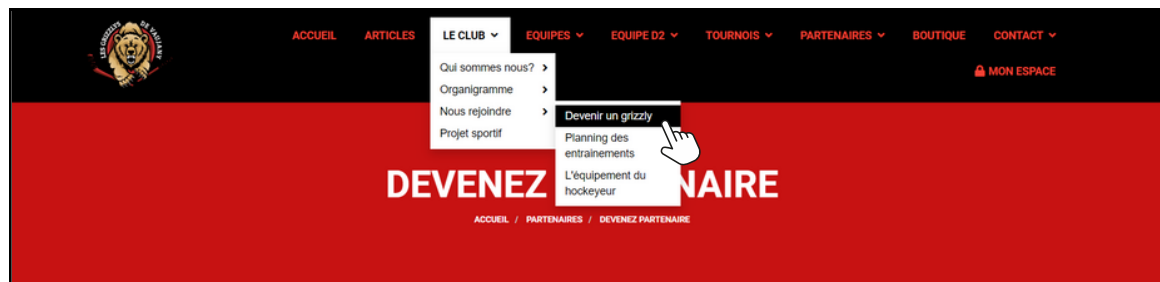 LES GRIZZLYS DE VAUJANY
ACCUEIL ARTICLES LE CLUB EQUIPES EQUIPE D2 TOURNOIS PARTENAIRES BOUTIQUE CONTACT
MON ESPACE
Qui sommes nous?
Organigramme
Nous rejoindre
Projet sportif
Devenir un grizzly
Planning des
entrainements
L'équipement du
hockeyeur
DEVENEZ NAIRE
ACCUEIL / PARTENAIRES / DEVENEZ PARTENAIRE